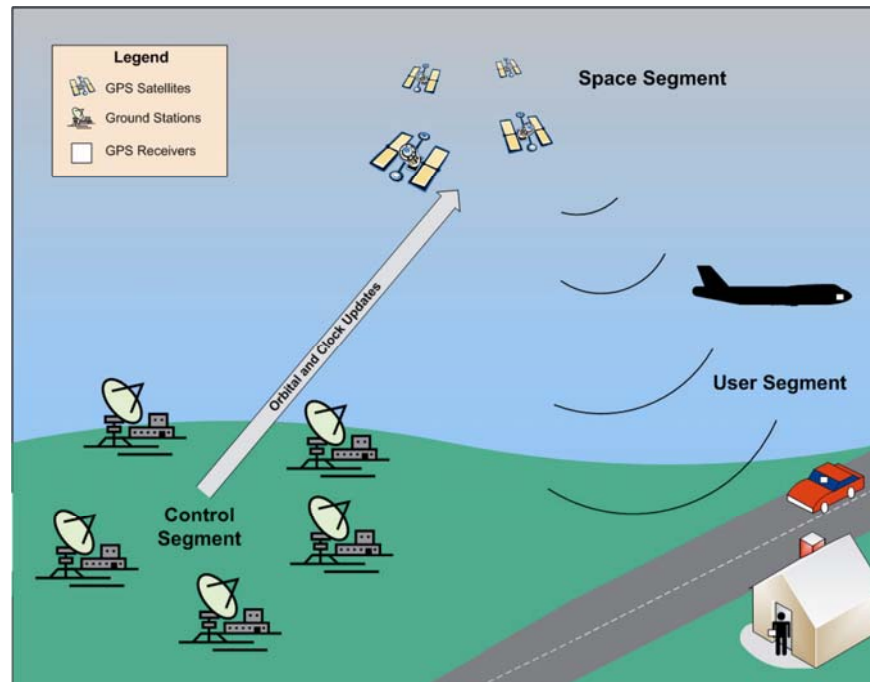 Legend
GPS Satellites
Ground Stations
GPS Receivers
Space Segment
Orbital and Clock Updates
User Segment
Control
Segment